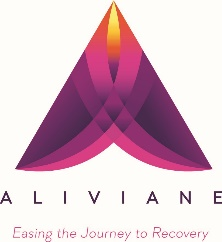 ALIVIANE
Easing the Journey to Recovery